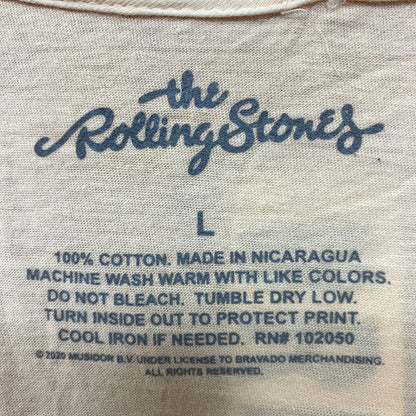 the
Rolling Stones
L
100% COTTON. MADE IN NICARAGUA
MACHINE WASH WARM WITH LIKE COLORS.
DO NOT BLEACH. TUMBLE DRY LOW.
TURN INSIDE OUT TO PROTECT PRINT.
COOL IRON IF NEEDED. RN# 102050
© 2020 MUSIDOR B.V. UNDER LICENSE TO BRAVADO MERCHANDISING.
ALL RIGHTS RESERVED.